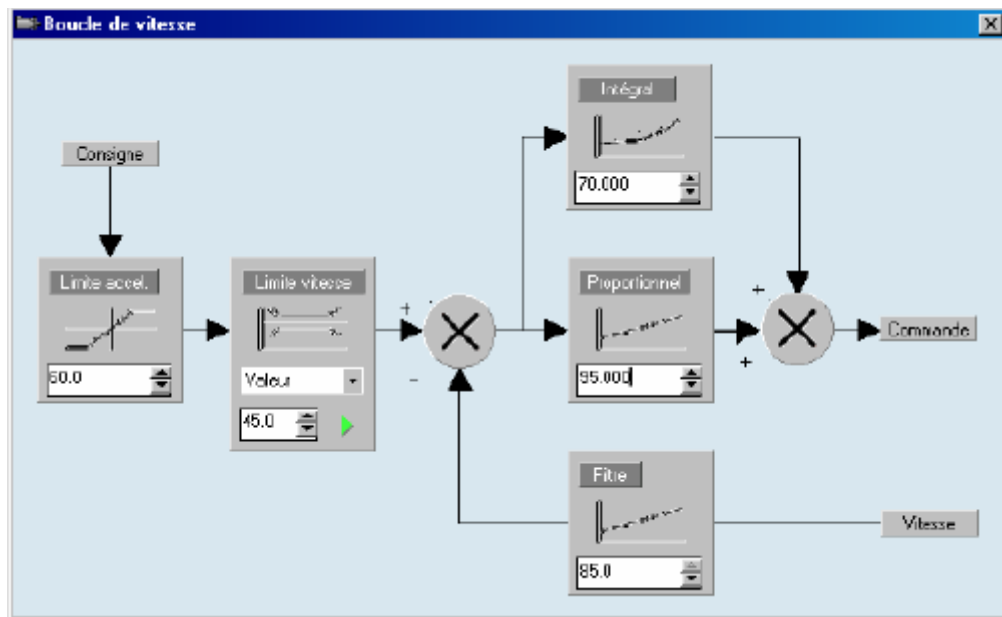 Boucle de vitesse
Intégral
70.000
Consigne
Limite accel.
60.0
Limite vitesse
Valeur
45.0
+
-
Proportionnel
95.000
+
+
Commande
Filtre
85.0
Vitesse